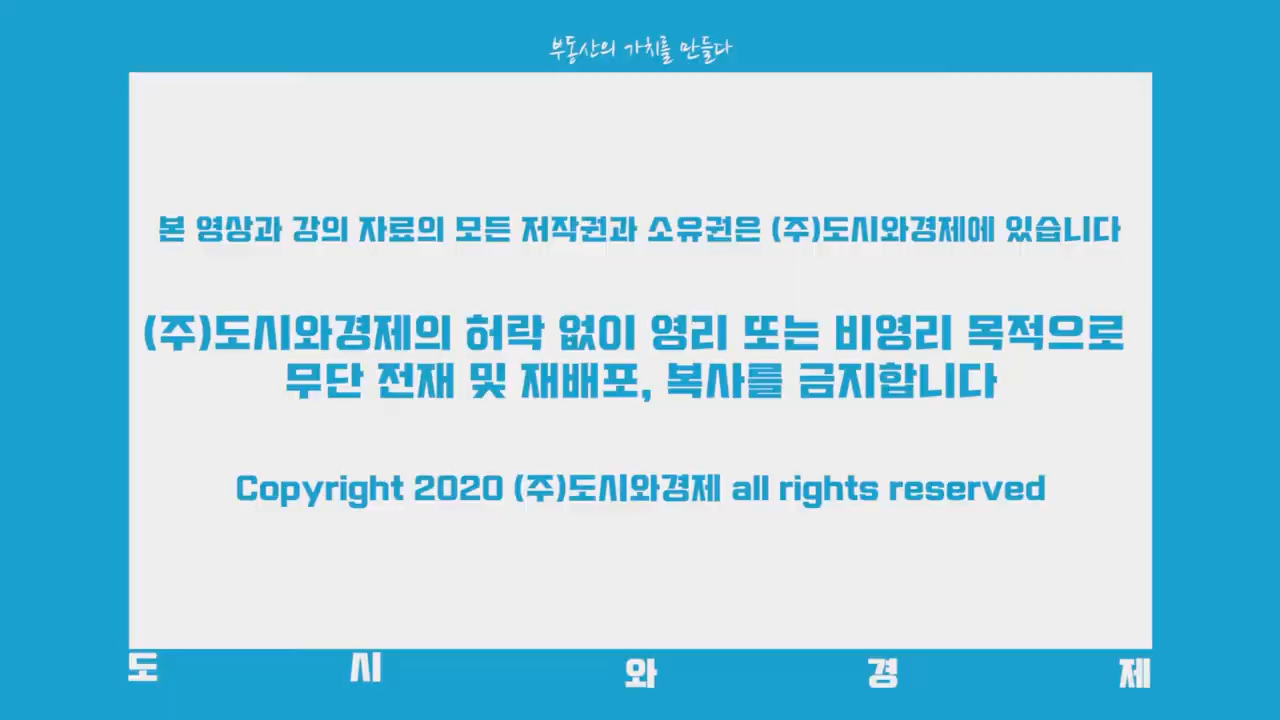 부동산의 가치를 만들다
본 영상과 강의 자료의 모든 저작권과 소유권은 (주)도시와경제에 있습니다
(주)도시와경제의 허락 없이 영리 또는 비영리 목적으로
무단 전재 및 재배포, 복사를 금지합니다
Copyright 2020 (주)도시와경제 all rights reserved
도 시 와 경 제